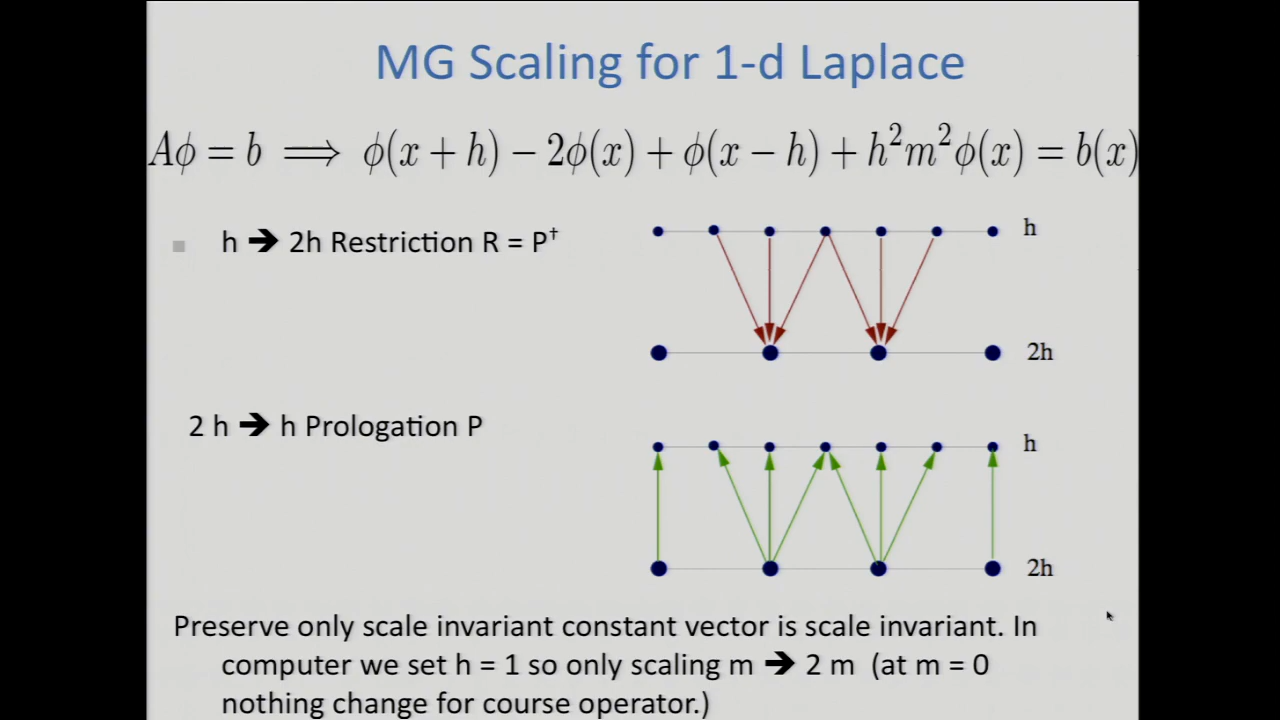 MG Scaling for 1-d Laplace
Aϕ = b ⟹ ϕ(x + h) − 2ϕ(x) + ϕ(x − h) + h²m²ϕ(x) = b(x)
h ➔ 2h Restriction R = P†
h
2h
2 h ➔ h Prologation P
h
2h
Preserve only scale invariant constant vector is scale invariant. In
computer we set h = 1 so only scaling m ➔ 2 m (at m = 0
nothing change for course operator.)